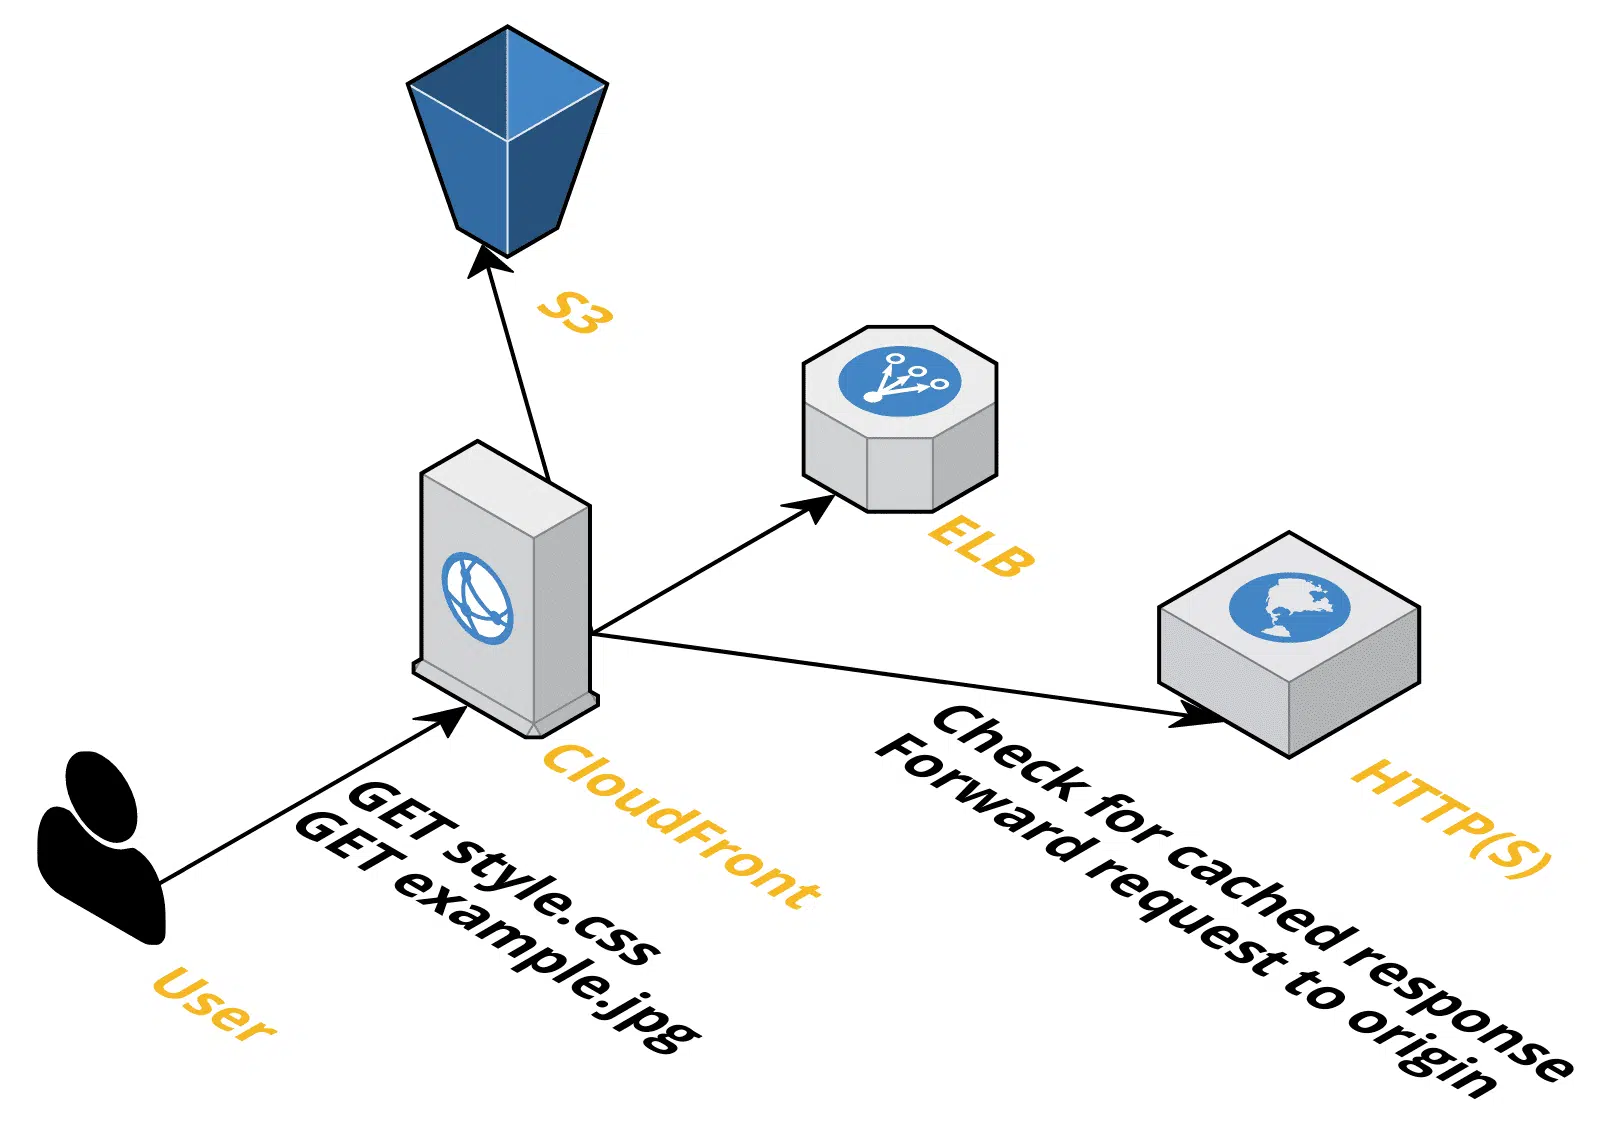 S3
ELB
HTTP(S)
CloudFront
GET style.css
GET example.jpg
Check for cached response
Forward request to origin
User